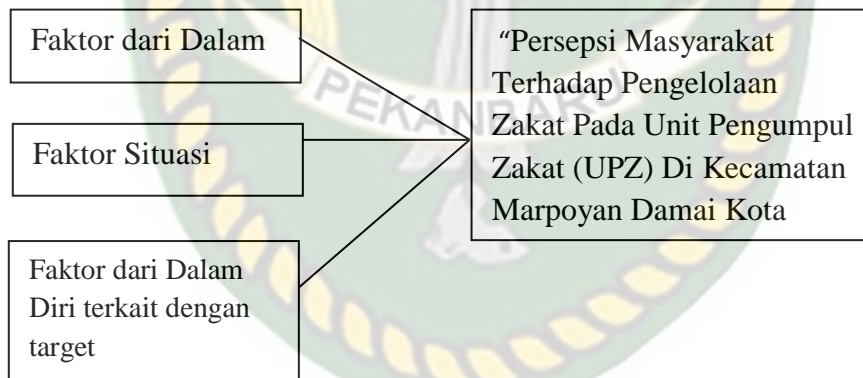 Faktor dari Dalam
Faktor Situasi
Faktor dari Dalam
Diri terkait dengan
target
“Persepsi Masyarakat
Terhadap Pengelolaan
Zakat Pada Unit Pengumpul
Zakat (UPZ) Di Kecamatan
Marpoyan Damai Kota
PEKANBARU